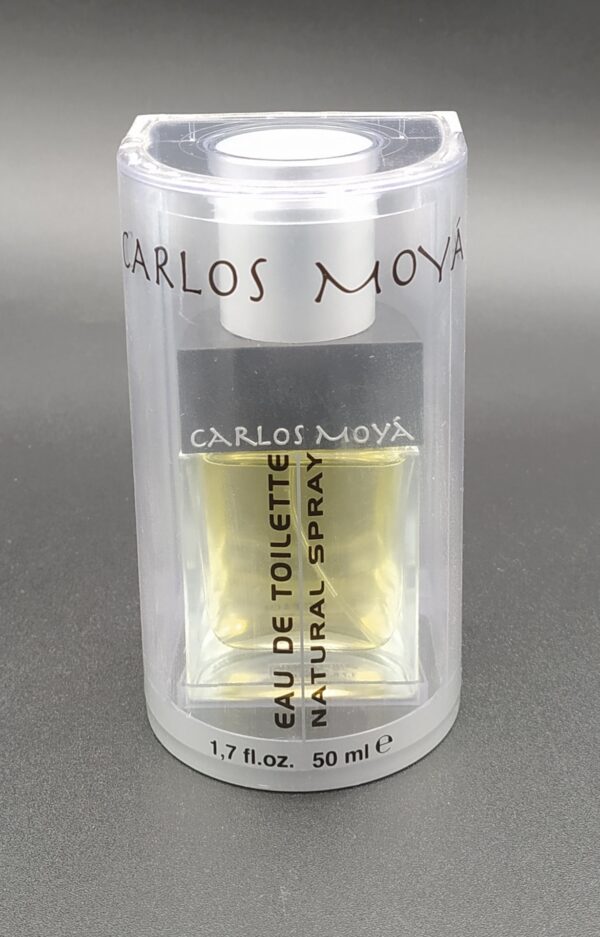 CARLOS MOYÁ
CARLOS MOYÁ
EAU DE TOILETTE
NATURAL SPRAY
1,7 fl.oz. 50 ml ℮